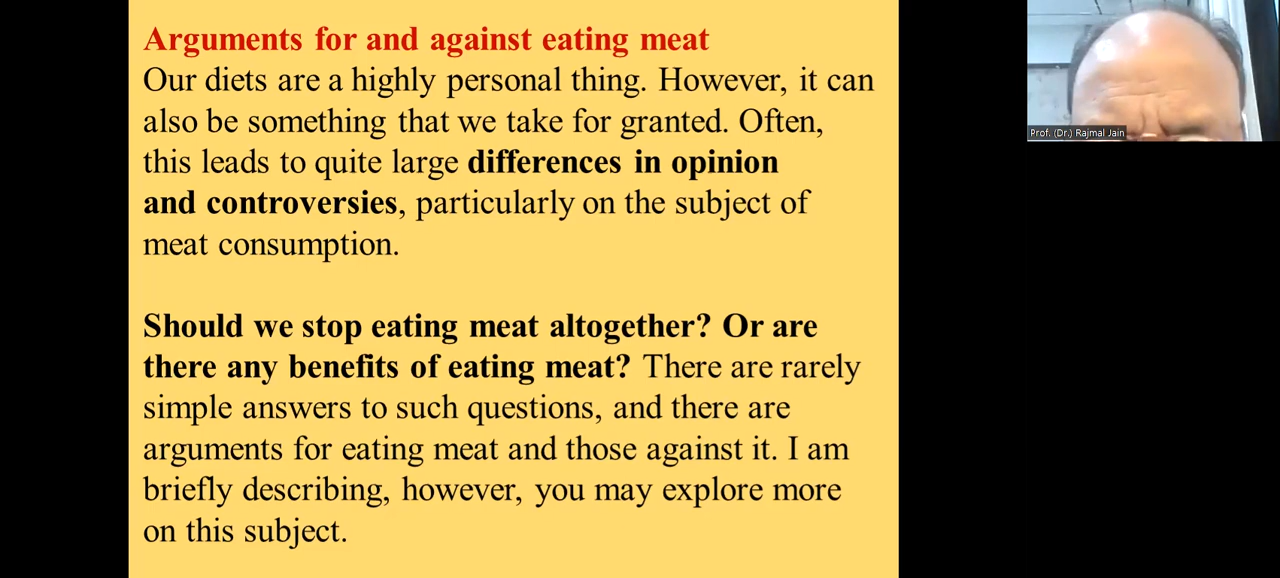 Arguments for and against eating meat
Our diets are a highly personal thing. However, it can
also be something that we take for granted. Often,
this leads to quite large differences in opinion
and controversies, particularly on the subject of
meat consumption.
Should we stop eating meat altogether? Or are
there any benefits of eating meat? There are rarely
simple answers to such questions, and there are
arguments for eating meat and those against it. I am
briefly describing, however, you may explore more
on this subject.
Prof. (Dr.) Rajmal Jain